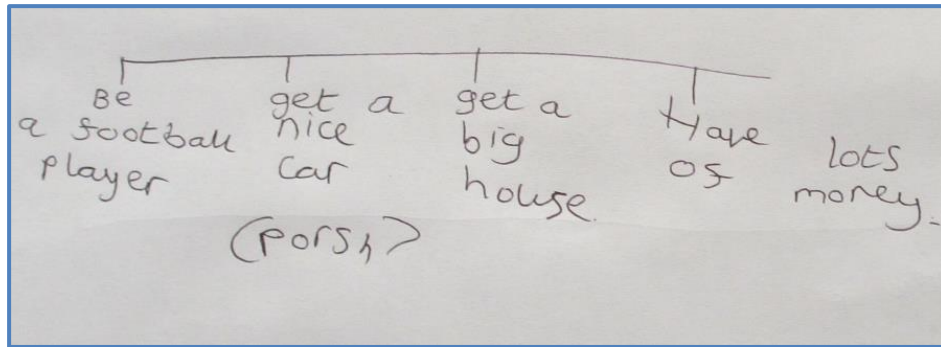 Be
a football
player
get a
nice
car
(porsh)
get a
big
house.
Have lots
of money.